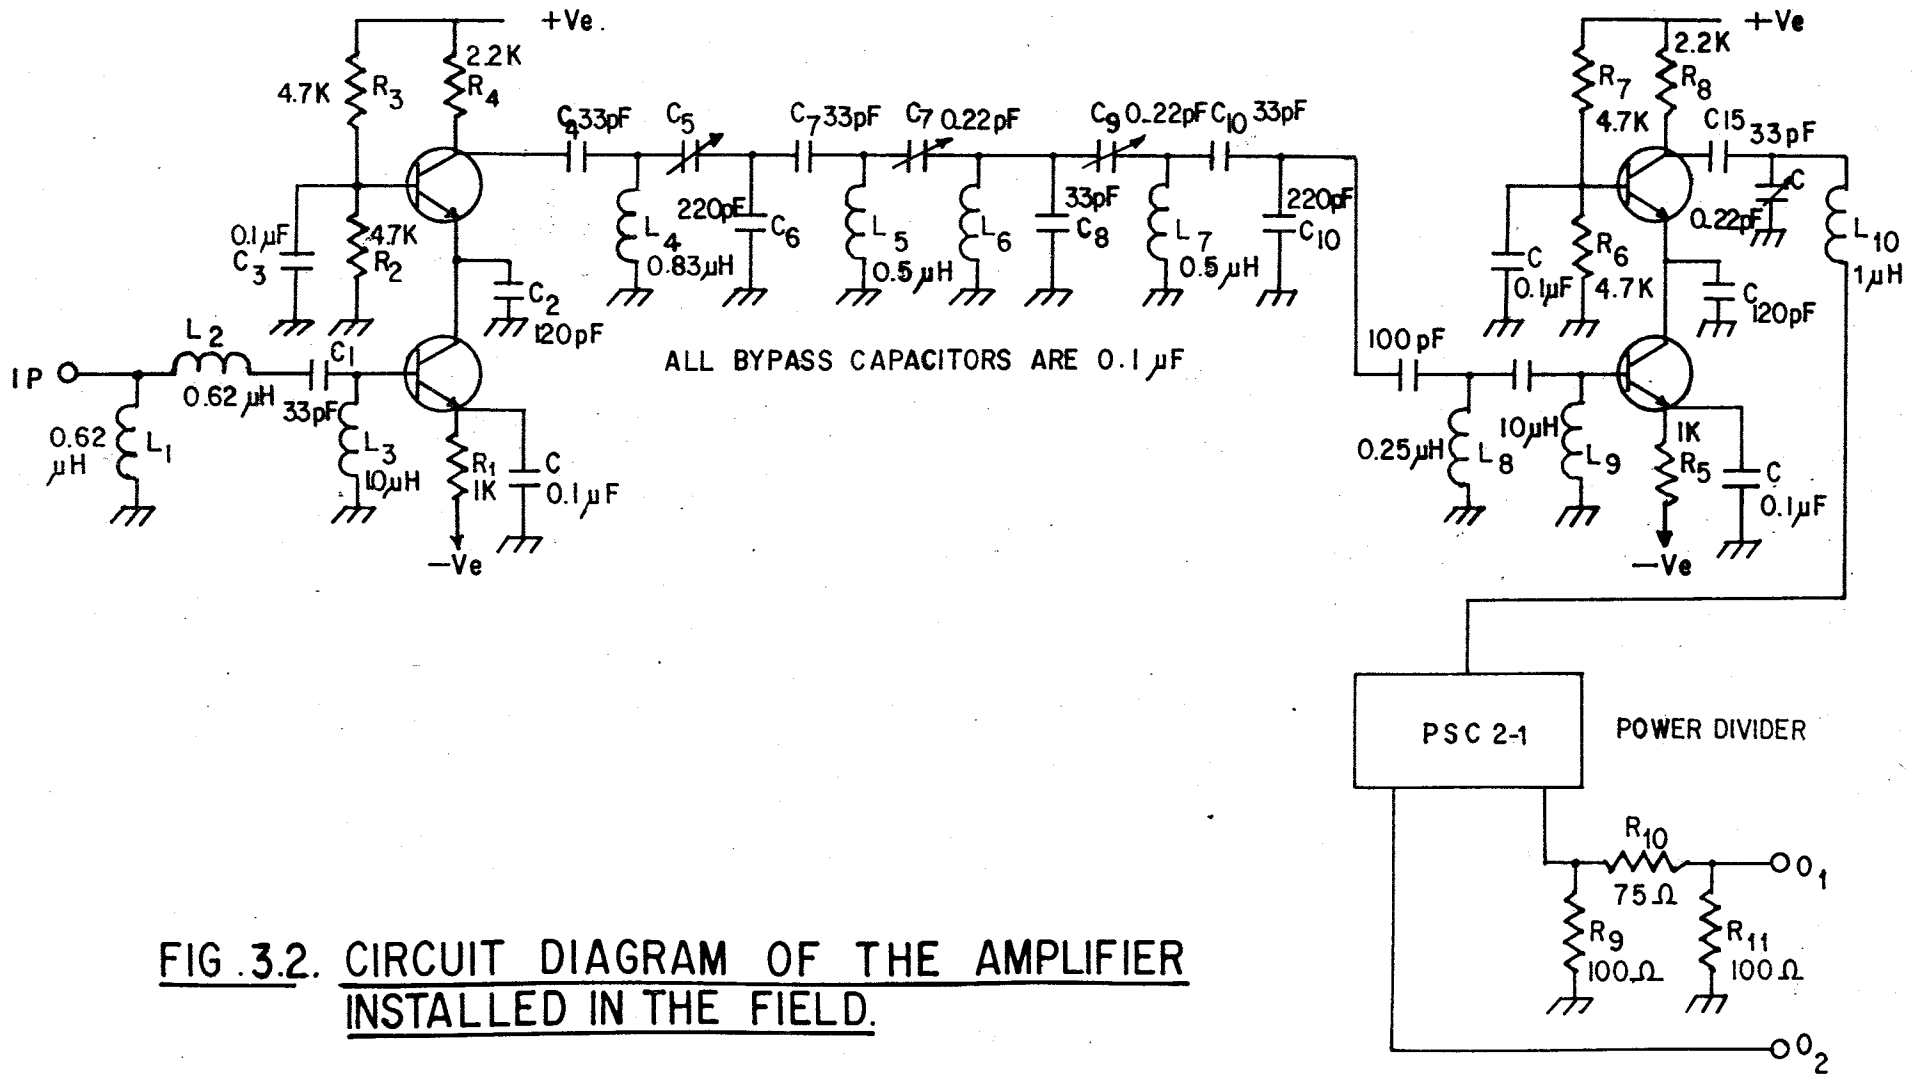 +Ve.
2.2K
R4
4.7K
R3
C4 33pF
C5
C7 33pF
C7 0.22pF
C9 0.22pF
C10 33pF
+Ve
2.2K
R7
R8
4.7K
C15 33pF
0.1µF
C3
4.7K
R2
220pF
C6
L4
0.83µH
L5
0.5µH
L6
33pF
C8
L7
0.5µH
220pF
C10
C
0.22pF
L10
1µH
C
0.1µF
R6
4.7K
C
120pF
C2
120pF
L2
0.62µH
C1
33pF
IP
0.62
µH
L1
L3
10µH
R1
1K
C
0.1µF
-Ve
ALL BYPASS CAPACITORS ARE 0.1µF
100pF
0.25µH
L8
10µH
L9
1K
R5
C
0.1µF
-Ve
PSC 2-1
POWER DIVIDER
R10
75Ω
O1
R9
100Ω
R11
100Ω
O2
FIG.3.2. CIRCUIT DIAGRAM OF THE AMPLIFIER
INSTALLED IN THE FIELD.